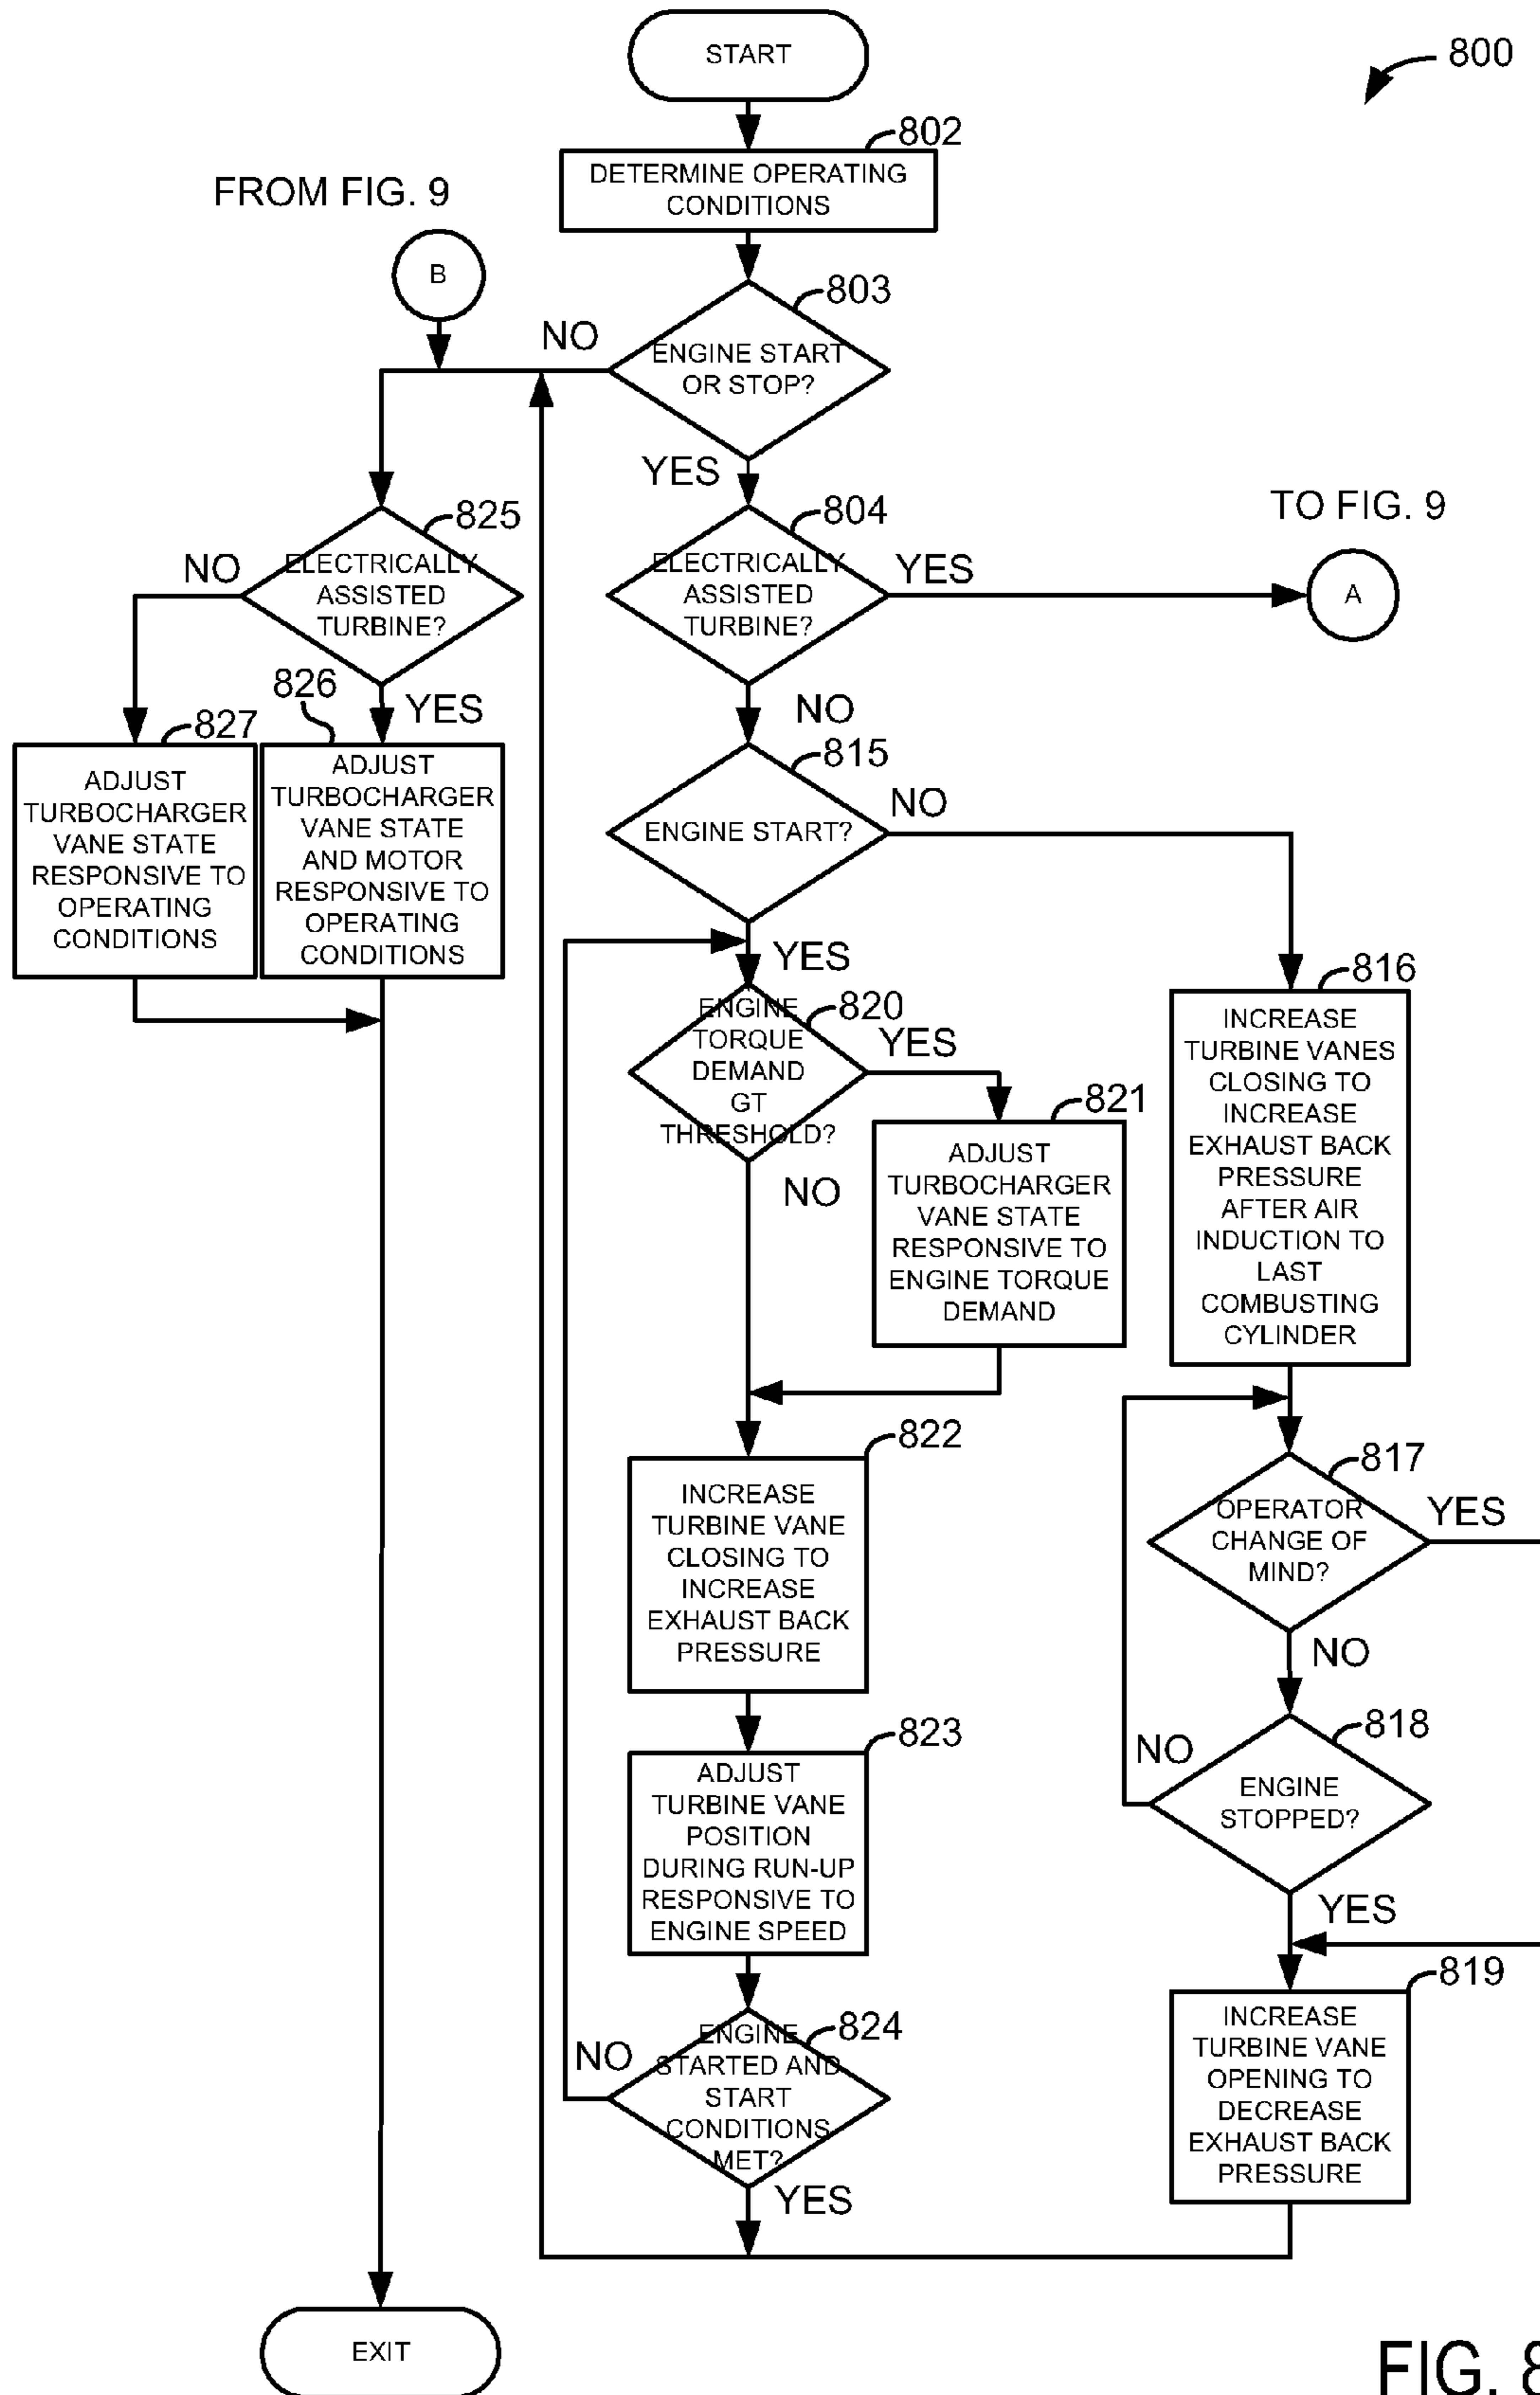 START
800
802
DETERMINE OPERATING
CONDITIONS
FROM FIG. 9
B
803
NO
ENGINE START
OR STOP?
YES
804
TO FIG. 9
ELECTRICALLY
ASSISTED
TURBINE?
YES
A
NO
825
NO
ELECTRICALLY
ASSISTED
TURBINE?
YES
826
827
ADJUST
TURBOCHARGER
VANE STATE
RESPONSIVE TO
OPERATING
CONDITIONS
ADJUST
TURBOCHARGER
VANE STATE
AND MOTOR
RESPONSIVE TO
OPERATING
CONDITIONS
815
ENGINE START?
NO
YES
820
ENGINE
TORQUE
DEMAND
GT
THRESHOLD?
YES
NO
821
ADJUST
TURBOCHARGER
VANE STATE
RESPONSIVE TO
ENGINE TORQUE
DEMAND
816
INCREASE
TURBINE VANES
CLOSING TO
INCREASE
EXHAUST BACK
PRESSURE
AFTER AIR
INDUCTION TO
LAST
COMBUSTING
CYLINDER
822
INCREASE
TURBINE VANE
CLOSING TO
INCREASE
EXHAUST BACK
PRESSURE
817
OPERATOR
CHANGE OF
MIND?
YES
NO
823
ADJUST
TURBINE VANE
POSITION
DURING RUN-UP
RESPONSIVE TO
ENGINE SPEED
818
NO
ENGINE
STOPPED?
YES
824
NO
ENGINE
STARTED AND
START
CONDITIONS
MET?
YES
819
INCREASE
TURBINE VANE
OPENING TO
DECREASE
EXHAUST BACK
PRESSURE
EXIT
FIG. 8